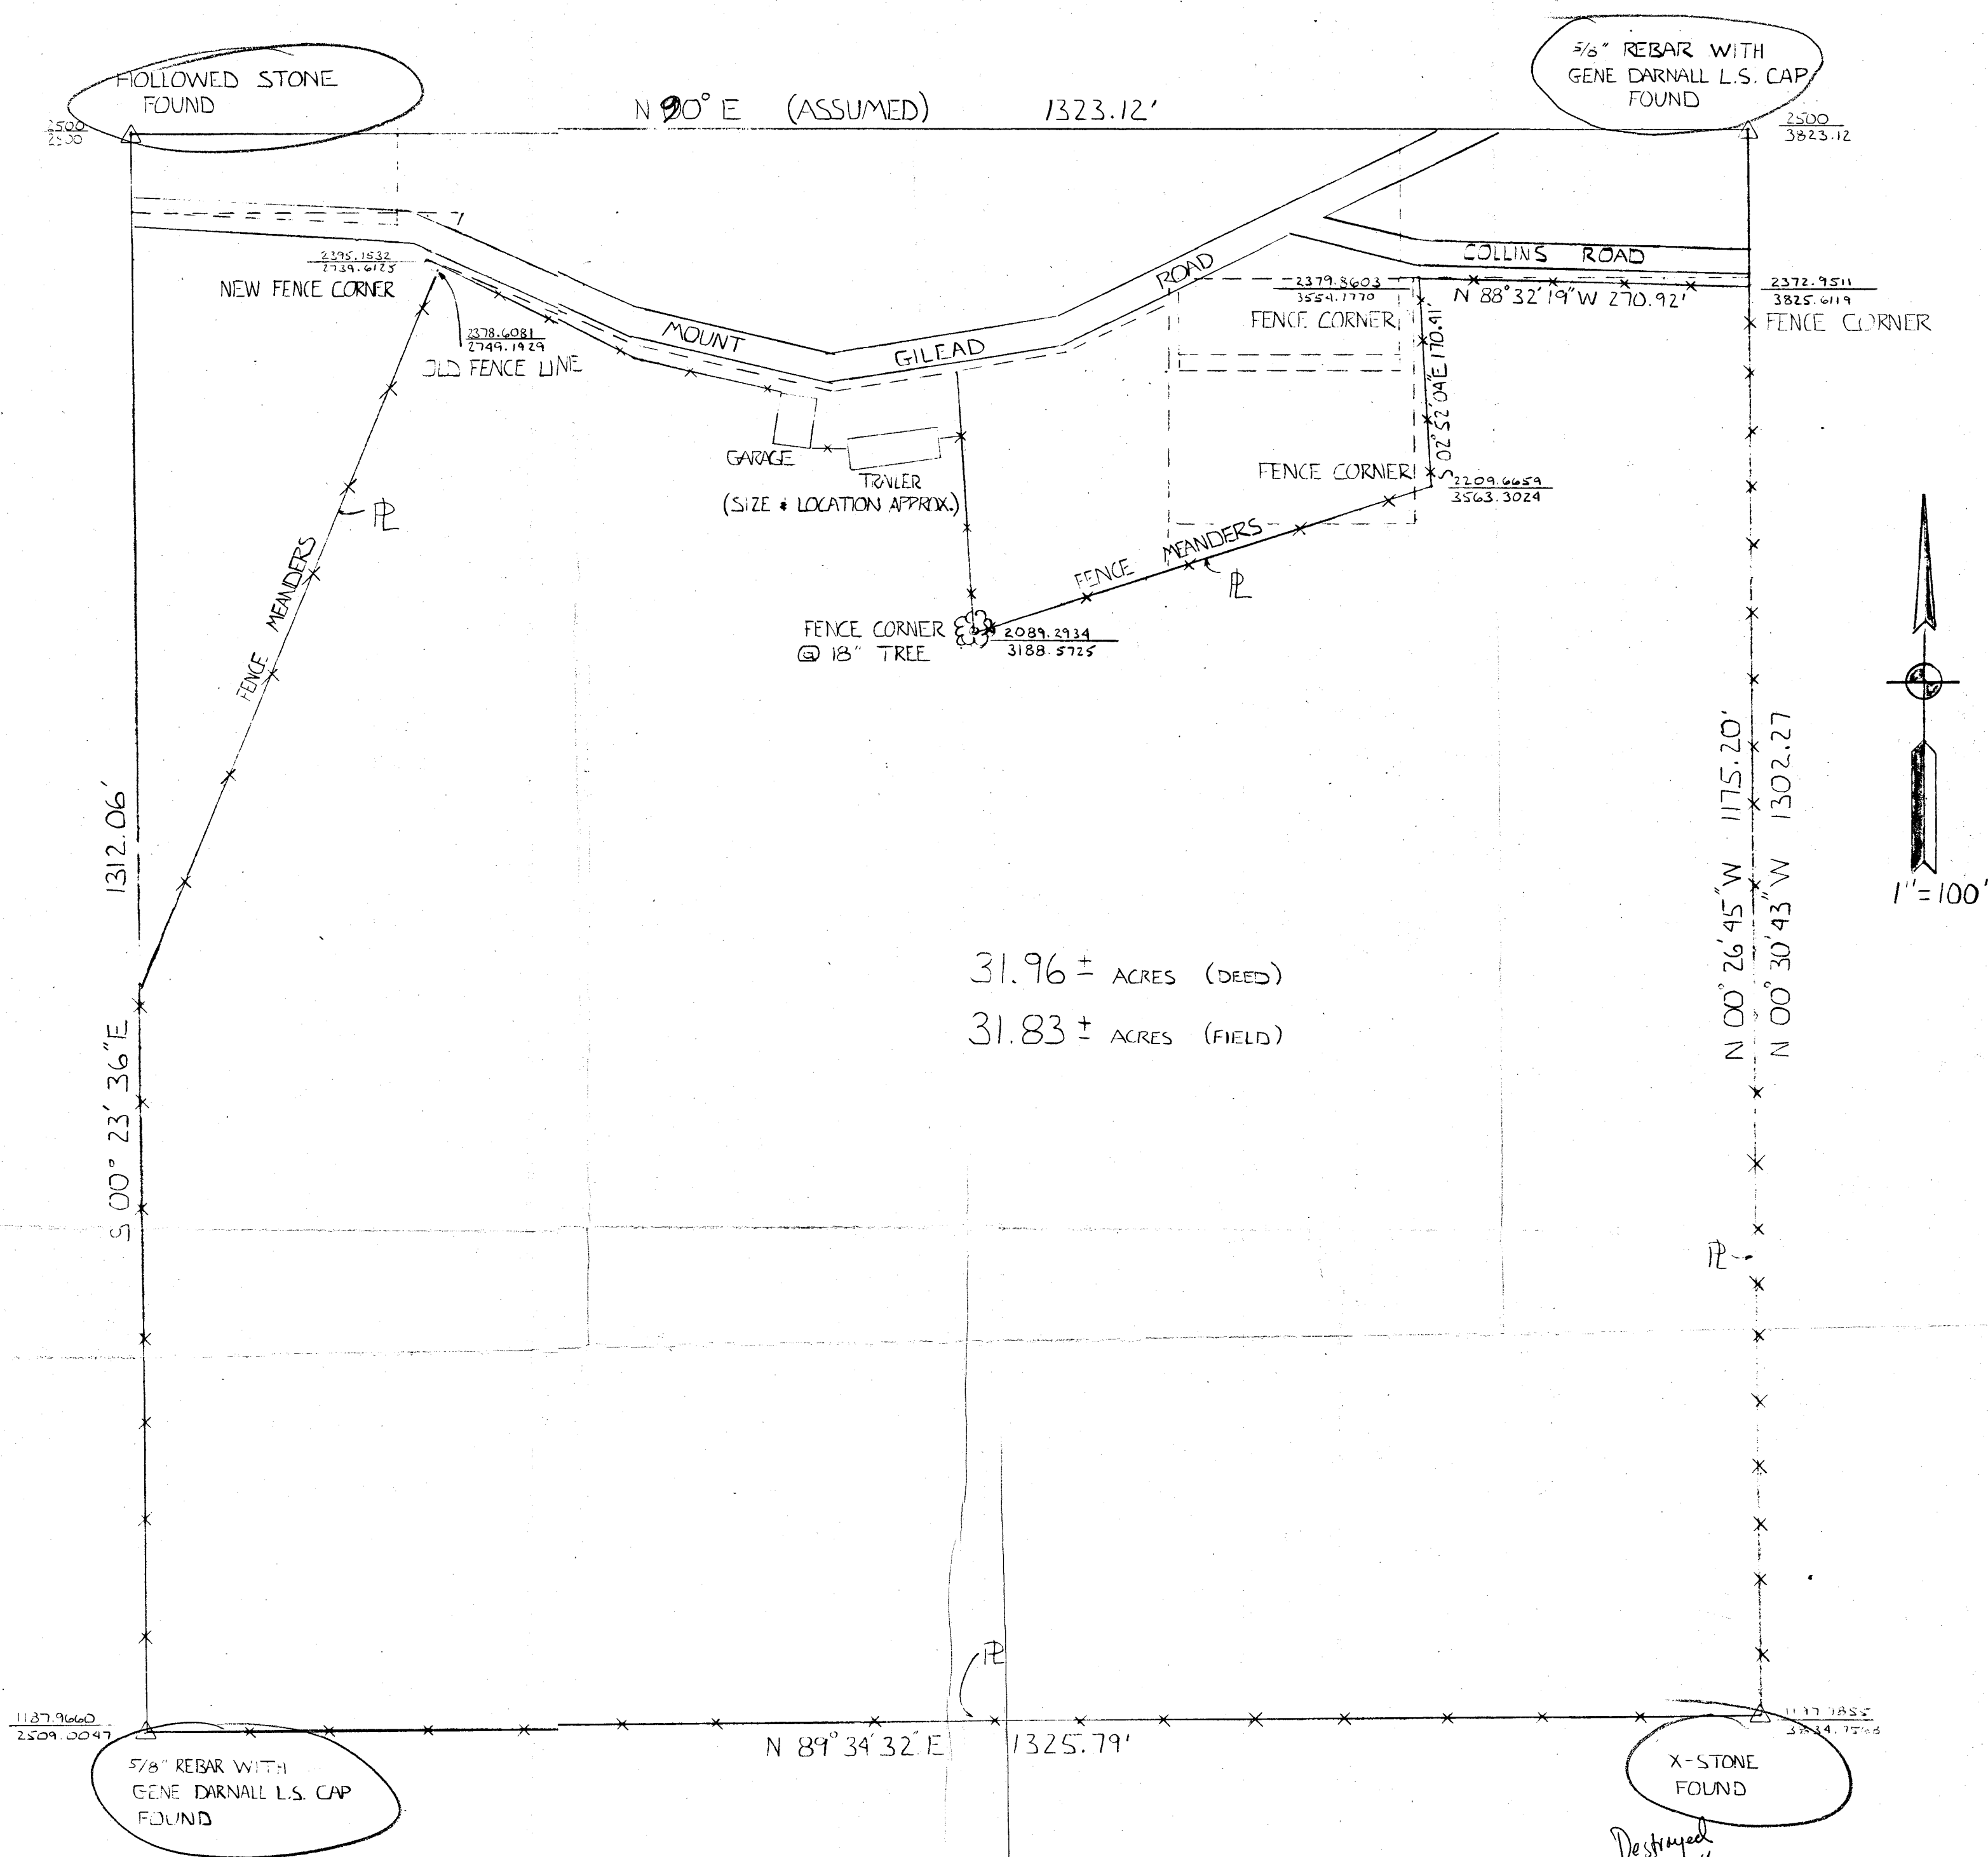 HOLLOWED STONE
FOUND
5/8" REBAR WITH
GENE DARNALL L.S. CAP
FOUND
N 90° E (ASSUMED) 1323.12'
2500
2500
2500
3823.12
2395.1532
2739.6125
NEW FENCE CORNER
2378.6081
2749.1929
OLD FENCE LINE
MOUNT
GILEAD
ROAD
COLLINS ROAD
2379.8603
3554.7770
FENCE CORNER
N 88° 32' 19" W 270.92'
2372.9511
3825.6119
FENCE CORNER
S 02° 52' 04" E 170.41'
GARAGE
TRAILER
(SIZE & LOCATION APPROX.)
FENCE CORNER
2209.6659
3563.3024
PL
FENCE MEANDERS
FENCE MEANDERS
PL
FENCE CORNER
@ 18" TREE
2089.2934
3188.5725
S 00° 23' 36" E 1312.06'
N 00° 26' 45" W 1175.20'
N 00° 30' 43" W 1302.27
1"=100'
31.96 ± ACRES (DEED)
31.83 ± ACRES (FIELD)
PL
PL
1187.9660
2509.0047
N 89° 34' 32" E 1325.79'
5/8" REBAR WITH
GENE DARNALL L.S. CAP
FOUND
X-STONE
FOUND
Destroyed